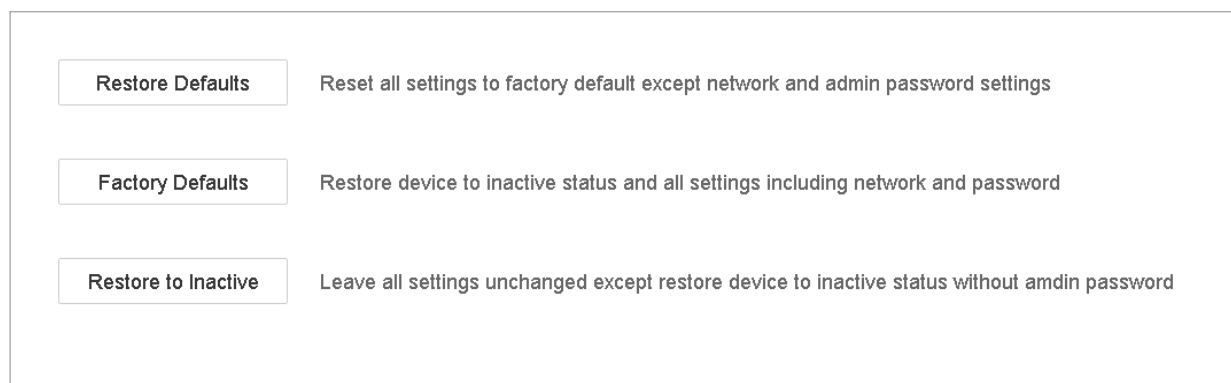 Restore Defaults Reset all settings to factory default except network and admin password settings
Factory Defaults Restore device to inactive status and all settings including network and password
Restore to Inactive Leave all settings unchanged except restore device to inactive status without amdin password